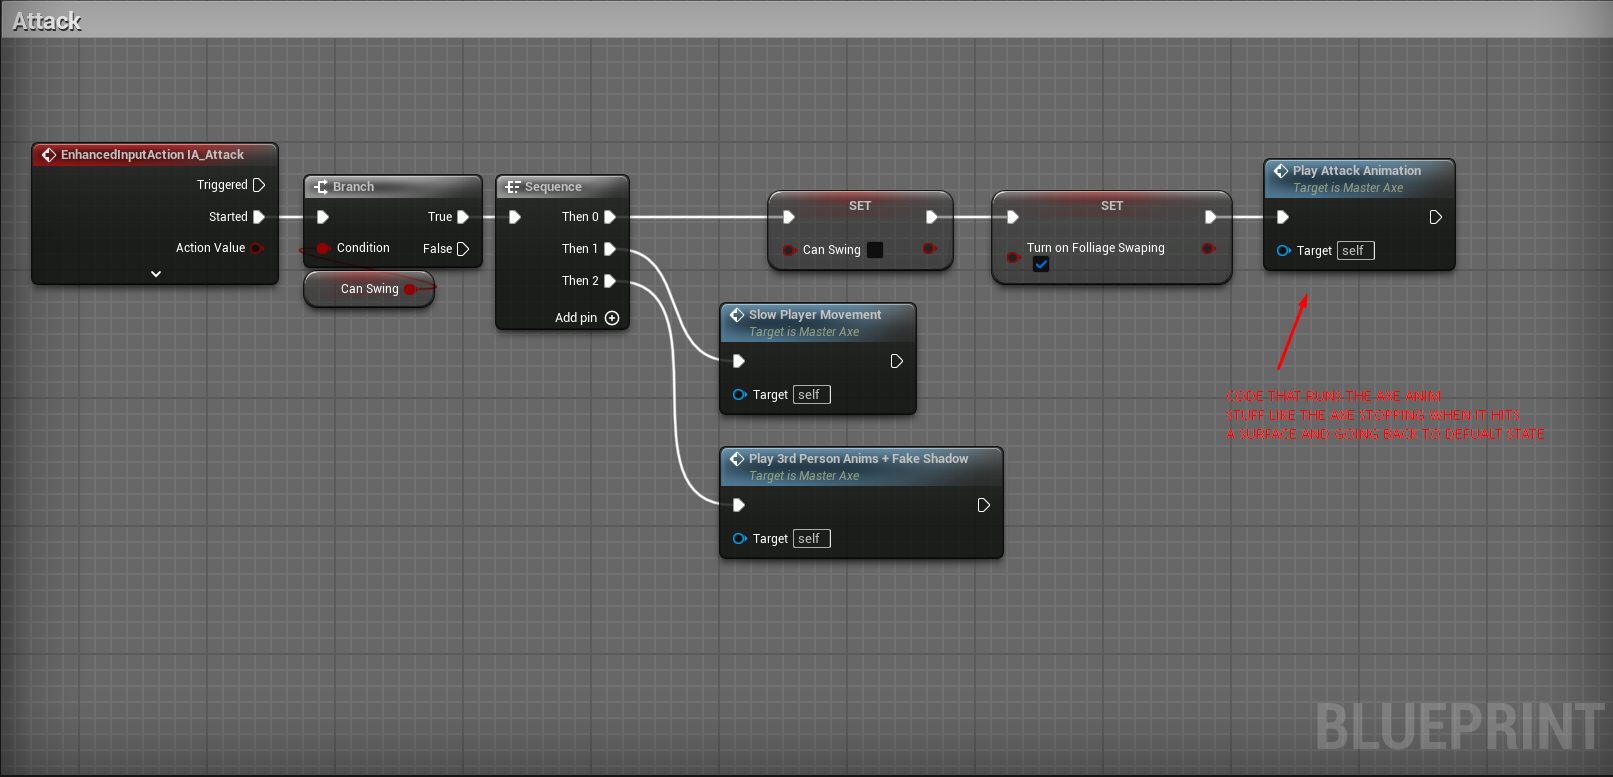 Attack
EnhancedInputAction IA_Attack
Triggered
Started
Action Value
Branch
True
Condition
False
Can Swing
Sequence
Then 0
Then 1
Then 2
Add pin
SET
Can Swing
SET
Turn on Folliage Swaping
Play Attack Animation
Target is Master Axe
Target self
Slow Player Movement
Target is Master Axe
Target self
Play 3rd Person Anims + Fake Shadow
Target is Master Axe
Target self
CODE THAT RUNS THE AXE ANIM
STUFF LIKE THE AXE STOPPING WHEN IT HITS
A SURFACE AND GOING BACK TO DEFUALT STATE
BLUEPRINT